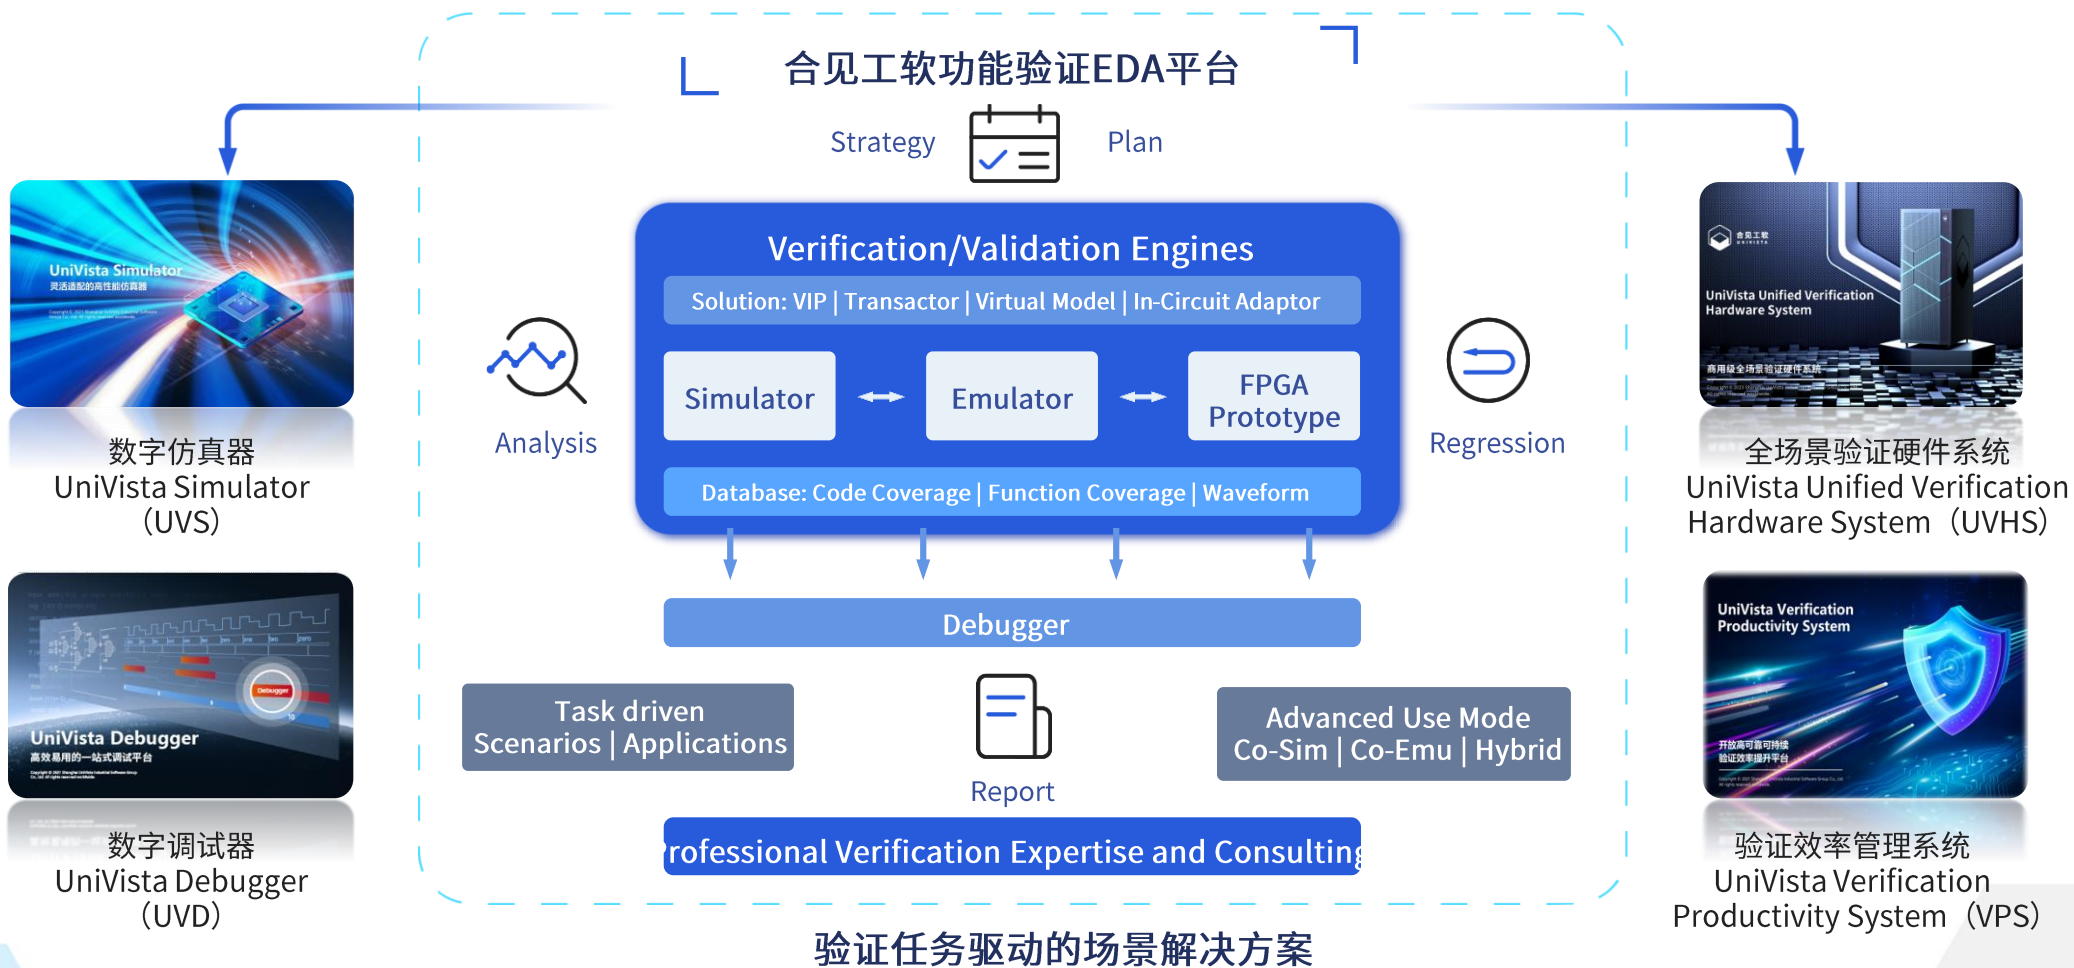 合见工软功能验证EDA平台
Strategy
Plan
Verification/Validation Engines
Solution: VIP | Transactor | Virtual Model | In-Circuit Adaptor
Simulator
Emulator
FPGA
Prototype
Database: Code Coverage | Function Coverage | Waveform
Analysis
Regression
Debugger
Task driven
Scenarios | Applications
Report
Advanced Use Mode
Co-Sim | Co-Emu | Hybrid
Professional Verification Expertise and Consulting
验证任务驱动的场景解决方案
UniVista Simulator
灵活适配的高性能仿真器
数字仿真器
UniVista Simulator
（UVS）
Debugger
UniVista Debugger
高效易用的一站式调试平台
数字调试器
UniVista Debugger
（UVD）
合见工软
UNIVISTA
UniVista Unified Verification
Hardware System
商用级全场景验证硬件系统
全场景验证硬件系统
UniVista Unified Verification
Hardware System（UVHS）
UniVista Verification
Productivity System
开放高可靠可持续
验证效率提升平台
验证效率管理系统
UniVista Verification
Productivity System（VPS）